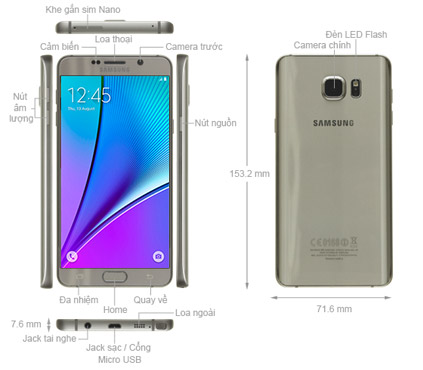 Khe gắn sim Nano
Loa thoại
Cảm biến
Camera trước
Đèn LED Flash
Camera chính
SAMSUNG
12:45
Nút âm lượng
Nút nguồn
SAMSUNG
153.2 mm
Đa nhiệm
Home
Quay về
71.6 mm
Loa ngoài
7.6 mm
Jack tai nghe
Jack sạc / Cổng
Micro USB